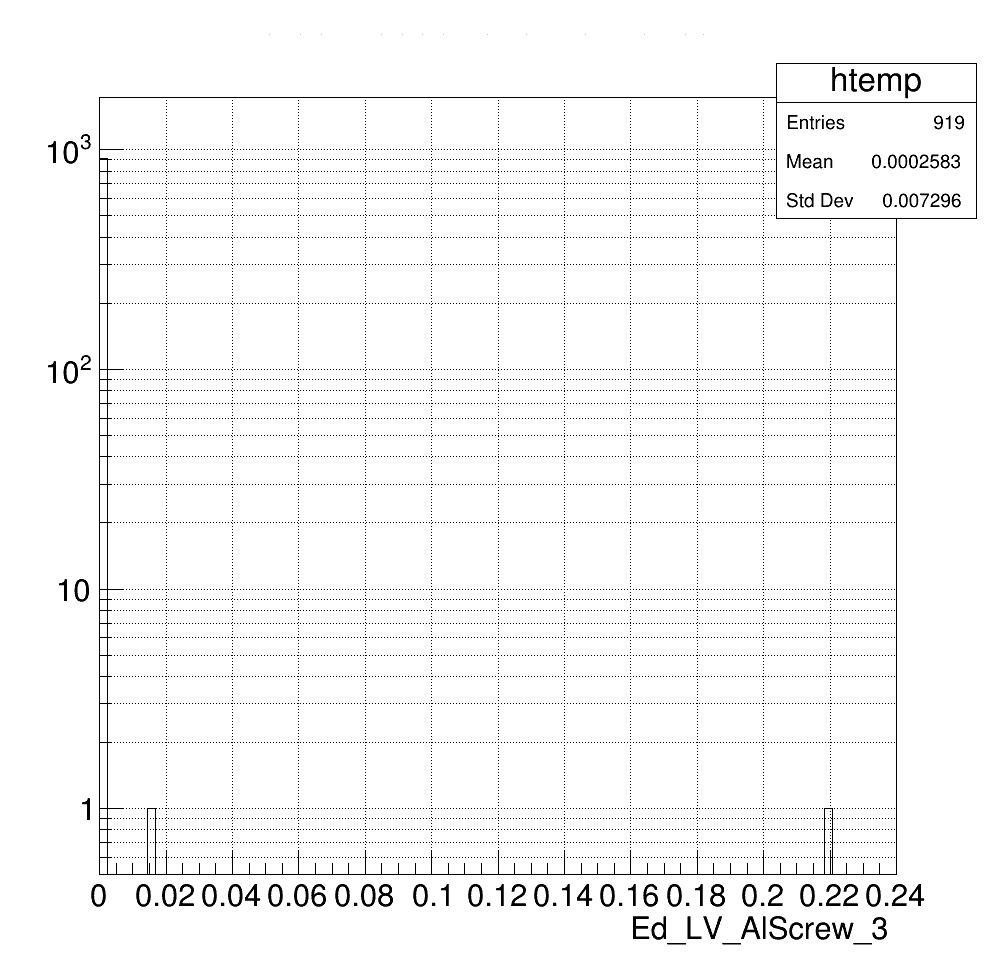 htemp
Entries 919
Mean 0.0002583
Std Dev 0.007296
10³
10²
10
1
0 0.02 0.04 0.06 0.08 0.1 0.12 0.14 0.16 0.18 0.2 0.22 0.24
Ed_LV_AlScrew_3